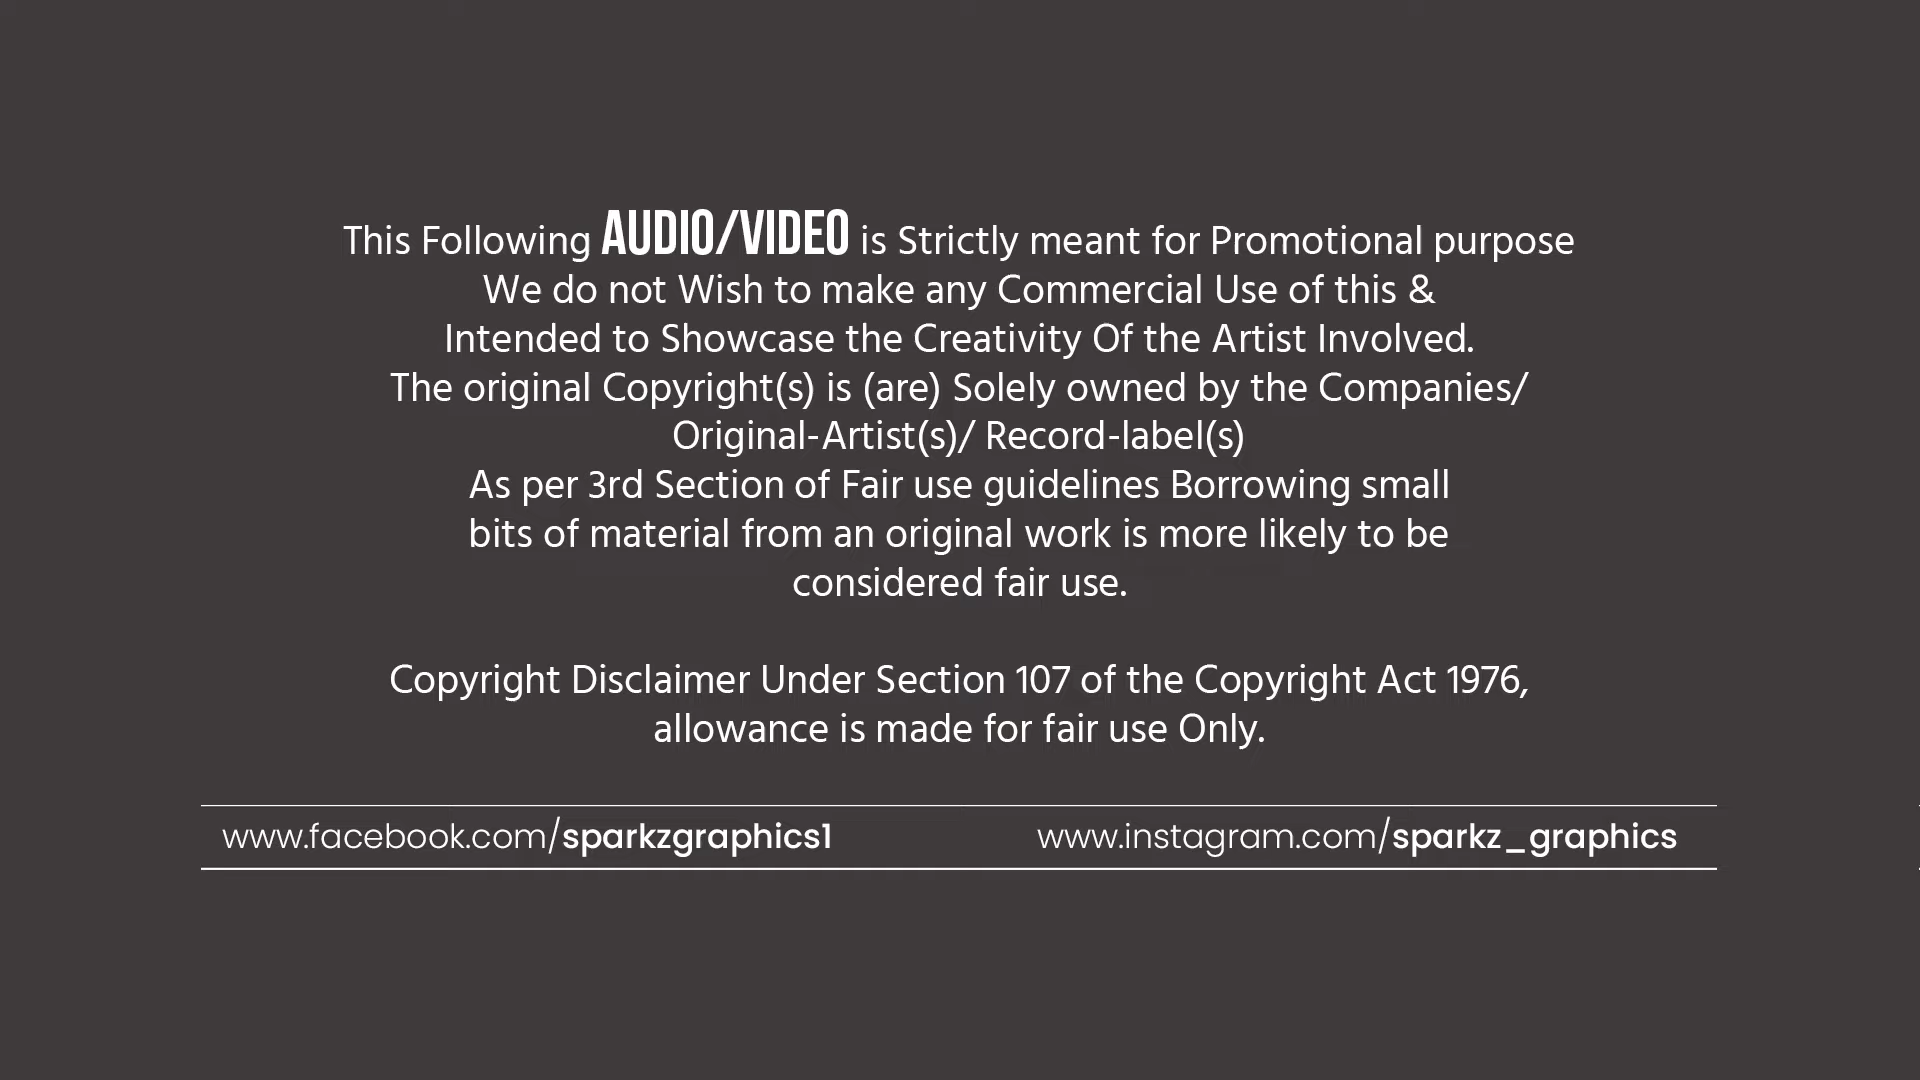 This Following AUDIO/VIDEO is Strictly meant for Promotional purpose
We do not Wish to make any Commercial Use of this &
Intended to Showcase the Creativity Of the Artist Involved.
The original Copyright(s) is (are) Solely owned by the Companies/
Original-Artist(s)/ Record-label(s)
As per 3rd Section of Fair use guidelines Borrowing small
bits of material from an original work is more likely to be
considered fair use.
Copyright Disclaimer Under Section 107 of the Copyright Act 1976,
allowance is made for fair use Only.
www.facebook.com/sparkzgraphics1 www.instagram.com/sparkz_graphics